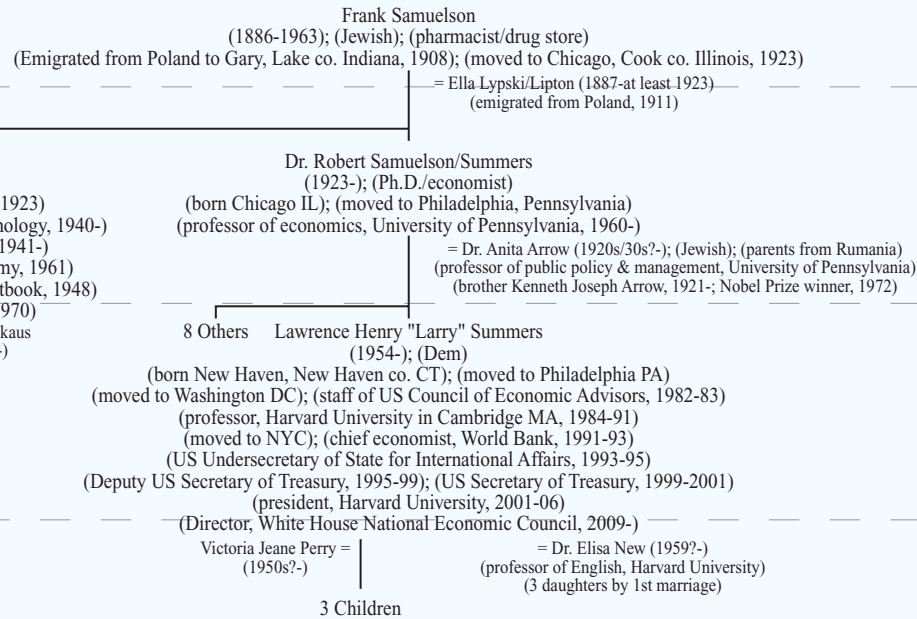 Frank Samuelson
(1886-1963); (Jewish); (pharmacist/drug store)
(Emigrated from Poland to Gary, Lake co. Indiana, 1908); (moved to Chicago, Cook co. Illinois, 1923)
= Ella Lypski/Lipton (1887-at least 1923)
(emigrated from Poland, 1911)
Dr. Robert Samuelson/Summers
(1923-); (Ph.D./economist)
(born Chicago IL); (moved to Philadelphia, Pennsylvania)
(professor of economics, University of Pennsylvania, 1960-)
1923)
nology, 1940-)
1941-)
my, 1961)
tbook, 1948)
970)
kaus
-)
= Dr. Anita Arrow (1920s/30s?-); (Jewish); (parents from Rumania)
(professor of public policy & management, University of Pennsylvania)
(brother Kenneth Joseph Arrow, 1921-; Nobel Prize winner, 1972)
8 Others
Lawrence Henry "Larry" Summers
(1954-); (Dem)
(born New Haven, New Haven co. CT); (moved to Philadelphia PA)
(moved to Washington DC); (staff of US Council of Economic Advisors, 1982-83)
(professor, Harvard University in Cambridge MA, 1984-91)
(moved to NYC); (chief economist, World Bank, 1991-93)
(US Undersecretary of State for International Affairs, 1993-95)
(Deputy US Secretary of Treasury, 1995-99); (US Secretary of Treasury, 1999-2001)
(president, Harvard University, 2001-06)
(Director, White House National Economic Council, 2009-)
Victoria Jeane Perry =
(1950s?-)
= Dr. Elisa New (1959?-)
(professor of English, Harvard University)
(3 daughters by 1st marriage)
3 Children